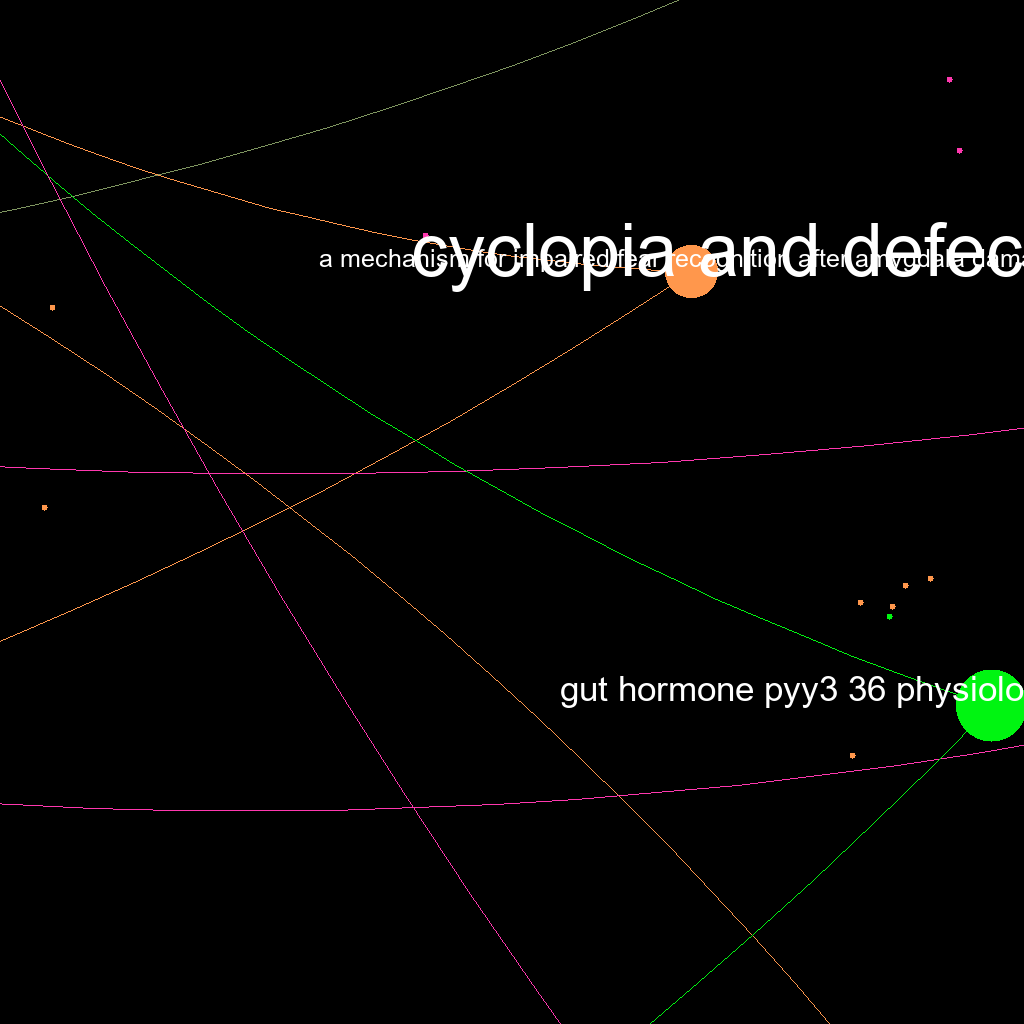 cyclopia and defec
a mechanism for impaired fear recognition after amygdala dama
gut hormone pyy3 36 physiolo